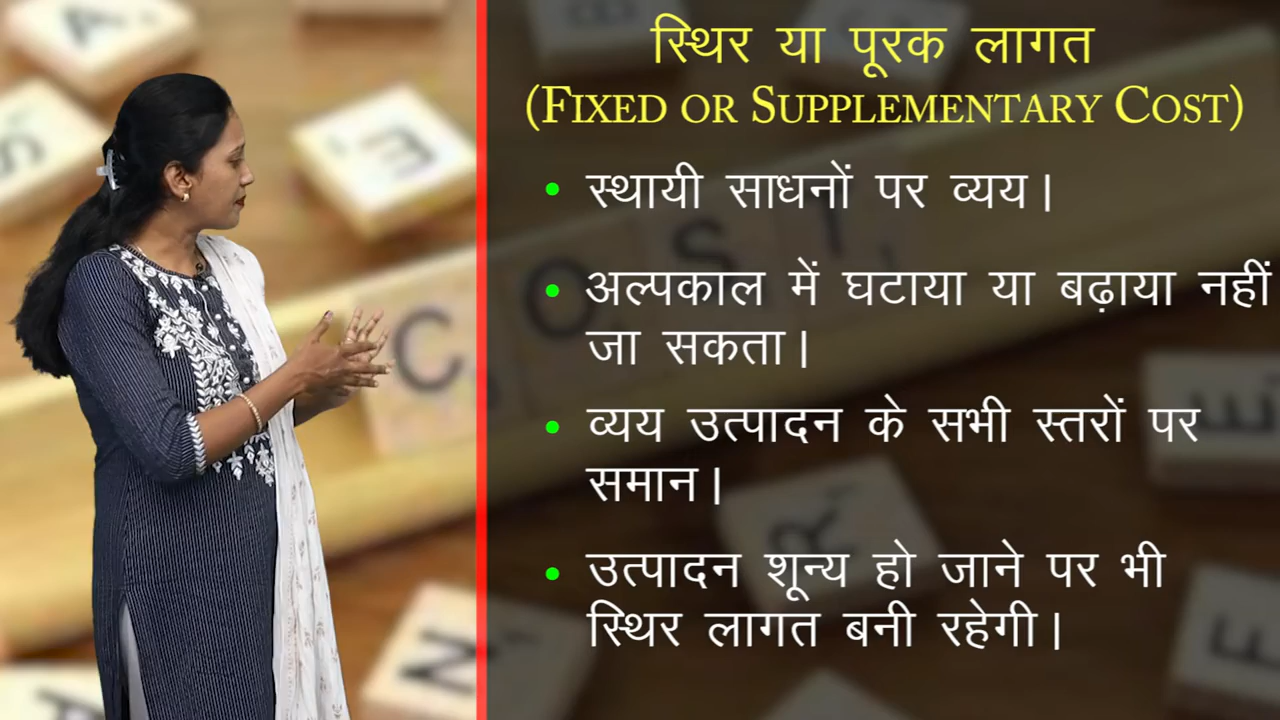 स्थिर या पूरक लागत
(FIXED OR SUPPLEMENTARY COST)
• स्थायी साधनों पर व्यय।
• अल्पकाल में घटाया या बढ़ाया नहीं
जा सकता।
• व्यय उत्पादन के सभी स्तरों पर
समान।
• उत्पादन शून्य हो जाने पर भी
स्थिर लागत बनी रहेगी।
C O S T